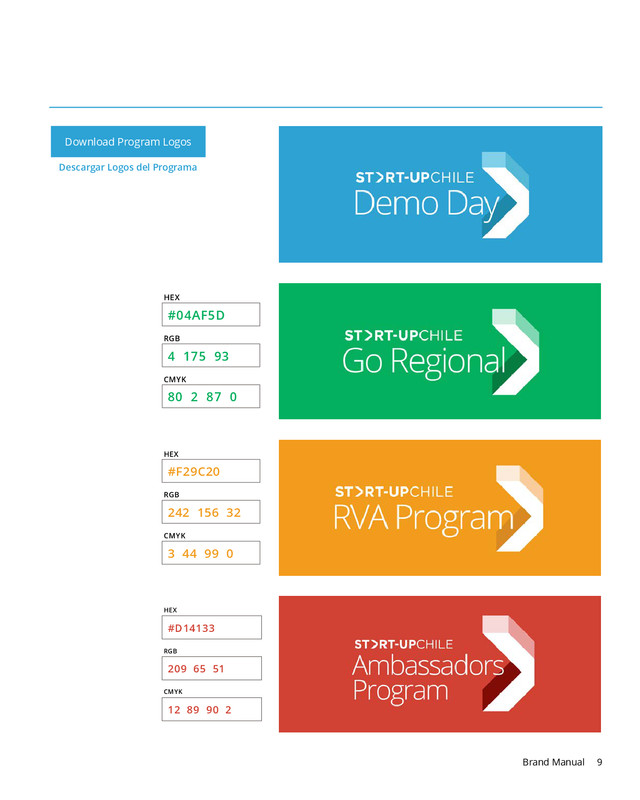 Download Program Logos
Descargar Logos del Programa
ST>RT-UPCHILE
Demo Day
HEX
#04AF5D
RGB
4 175 93
CMYK
80 2 87 0
ST>RT-UPCHILE
Go Regional
HEX
#F29C20
RGB
242 156 32
CMYK
3 44 99 0
ST>RT-UPCHILE
RVA Program
HEX
#D14133
RGB
209 65 51
CMYK
12 89 90 2
ST>RT-UPCHILE
Ambassadors
Program
Brand Manual 9